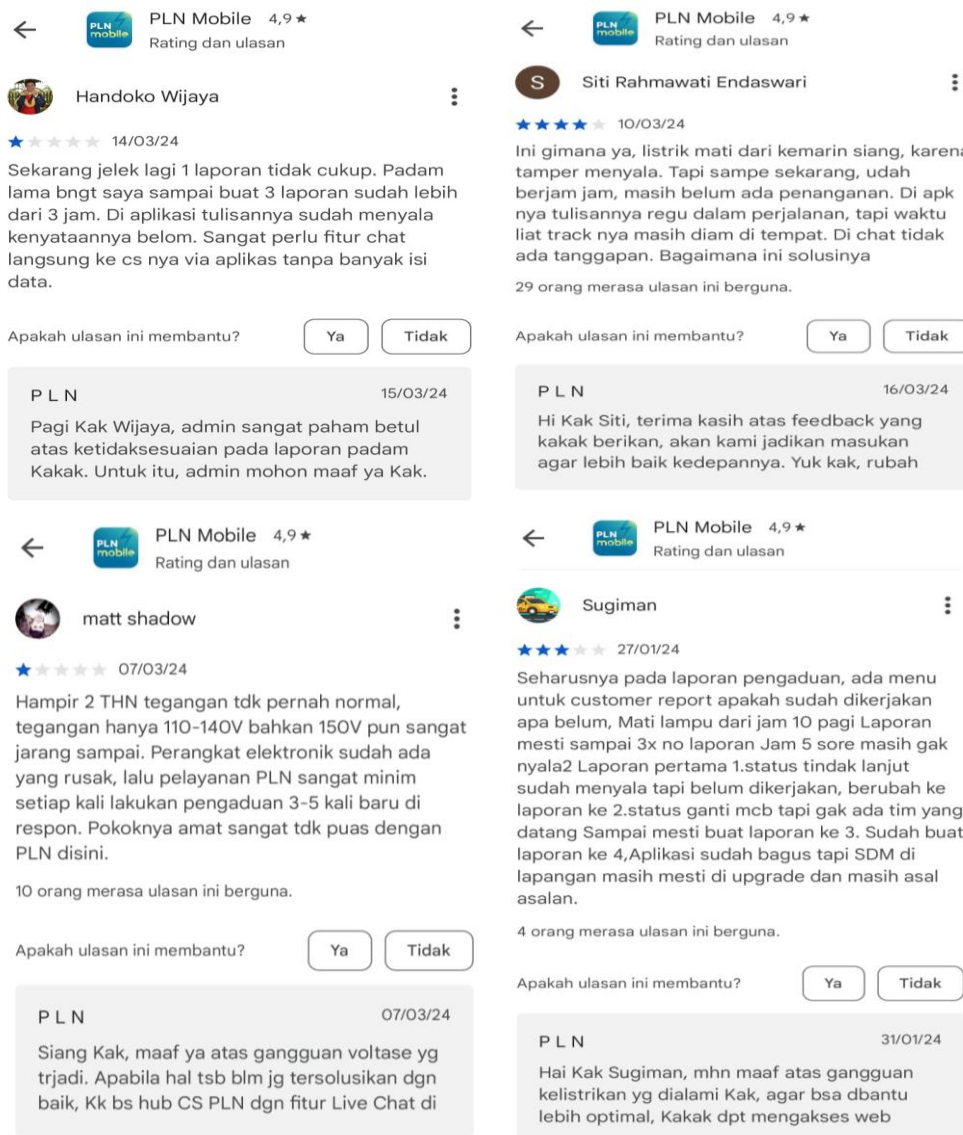 PLN Mobile 4,9 ★
Rating dan ulasan
PLN mobile
Handoko Wijaya
14/03/24
Sekarang jelek lagi 1 laporan tidak cukup. Padam
lama bngt saya sampai buat 3 laporan sudah lebih
dari 3 jam. Di aplikasi tulisannya sudah menyala
kenyataannya belom. Sangat perlu fitur chat
langsung ke cs nya via aplikas tanpa banyak isi
data.
Apakah ulasan ini membantu?
Ya
Tidak
P L N
15/03/24
Pagi Kak Wijaya, admin sangat paham betul
atas ketidaksesuaian pada laporan padam
Kakak. Untuk itu, admin mohon maaf ya Kak.
PLN Mobile 4,9 ★
Rating dan ulasan
PLN mobile
S
Siti Rahmawati Endaswari
10/03/24
Ini gimana ya, listrik mati dari kemarin siang, karena
tamper menyala. Tapi sampe sekarang, udah
berjam jam, masih belum ada penanganan. Di apk
nya tulisannya regu dalam perjalanan, tapi waktu
liat track nya masih diam di tempat. Di chat tidak
ada tanggapan. Bagaimana ini solusinya
29 orang merasa ulasan ini berguna.
Apakah ulasan ini membantu?
Ya
Tidak
P L N
16/03/24
Hi Kak Siti, terima kasih atas feedback yang
kakak berikan, akan kami jadikan masukan
agar lebih baik kedepannya. Yuk kak, rubah
PLN Mobile 4,9 ★
Rating dan ulasan
PLN mobile
matt shadow
07/03/24
Hampir 2 THN tegangan tdk pernah normal,
tegangan hanya 110-140V bahkan 150V pun sangat
jarang sampai. Perangkat elektronik sudah ada
yang rusak, lalu pelayanan PLN sangat minim
setiap kali lakukan pengaduan 3-5 kali baru di
respon. Pokoknya amat sangat tdk puas dengan
PLN disini.
10 orang merasa ulasan ini berguna.
Apakah ulasan ini membantu?
Ya
Tidak
P L N
07/03/24
Siang Kak, maaf ya atas gangguan voltase yg
trjadi. Apabila hal tsb blm jg tersolusikan dgn
baik, Kk bs hub CS PLN dgn fitur Live Chat di
PLN Mobile 4,9 ★
Rating dan ulasan
PLN mobile
Sugiman
27/01/24
Seharusnya pada laporan pengaduan, ada menu
untuk customer report apakah sudah dikerjakan
apa belum, Mati lampu dari jam 10 pagi Laporan
mesti sampai 3x no laporan Jam 5 sore masih gak
nyala2 Laporan pertama 1.status tindak lanjut
sudah menyala tapi belum dikerjakan, berubah ke
laporan ke 2.status ganti mcb tapi gak ada tim yang
datang Sampai mesti buat laporan ke 3. Sudah buat
laporan ke 4,Aplikasi sudah bagus tapi SDM di
lapangan masih mesti di upgrade dan masih asal
asalan.
4 orang merasa ulasan ini berguna.
Apakah ulasan ini membantu?
Ya
Tidak
P L N
31/01/24
Hai Kak Sugiman, mhn maaf atas gangguan
kelistrikan yg dialami Kak, agar bsa dbantu
lebih optimal, Kakak dpt mengakses web